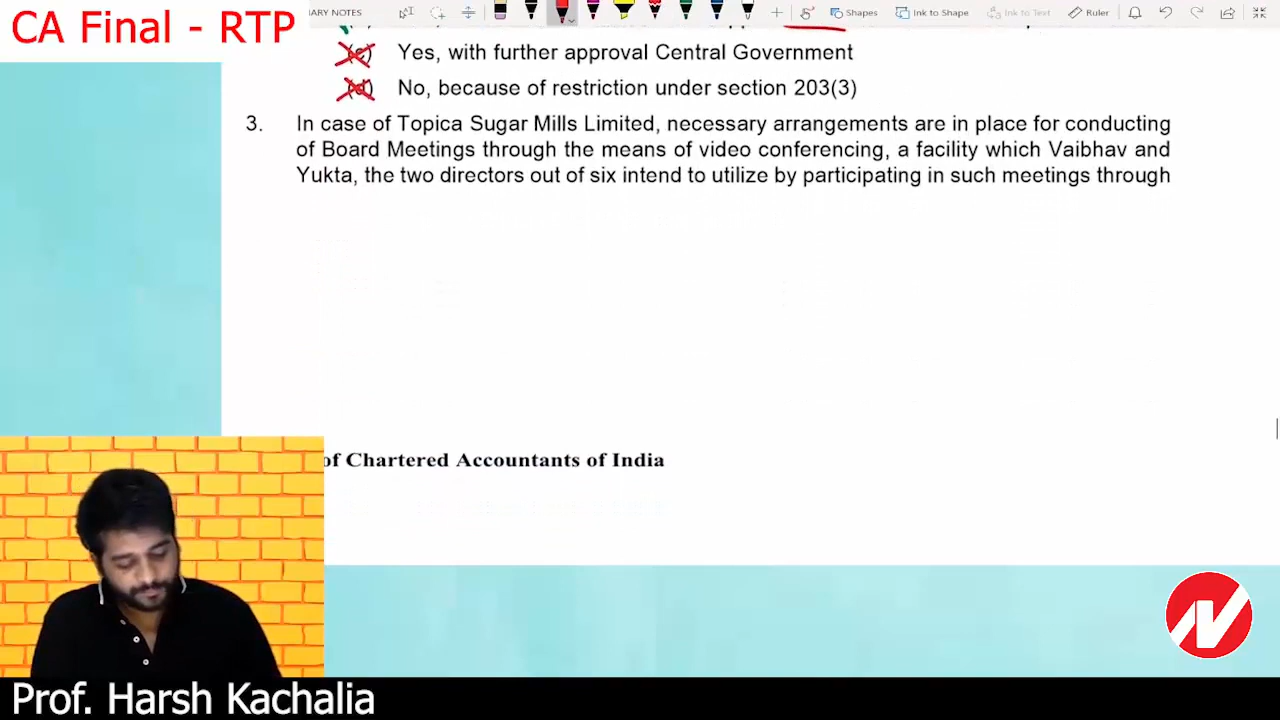 CA Final - RTP
NARY NOTES
Shapes
Ink to Shape
Ink to Text
Ruler
(c) Yes, with further approval Central Government
(d) No, because of restriction under section 203(3)
3. In case of Topica Sugar Mills Limited, necessary arrangements are in place for conducting
of Board Meetings through the means of video conferencing, a facility which Vaibhav and
Yukta, the two directors out of six intend to utilize by participating in such meetings through
of Chartered Accountants of India
Prof. Harsh Kachalia